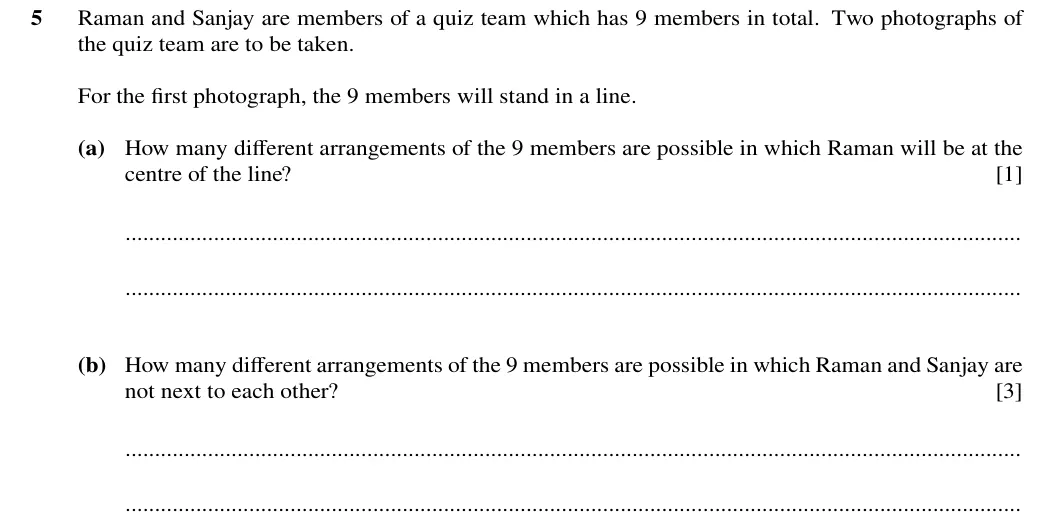 5 Raman and Sanjay are members of a quiz team which has 9 members in total. Two photographs of
the quiz team are to be taken.
For the first photograph, the 9 members will stand in a line.
(a) How many different arrangements of the 9 members are possible in which Raman will be at the
centre of the line? [1]
................................................................................................................................................
................................................................................................................................................
(b) How many different arrangements of the 9 members are possible in which Raman and Sanjay are
not next to each other? [3]
................................................................................................................................................
................................................................................................................................................